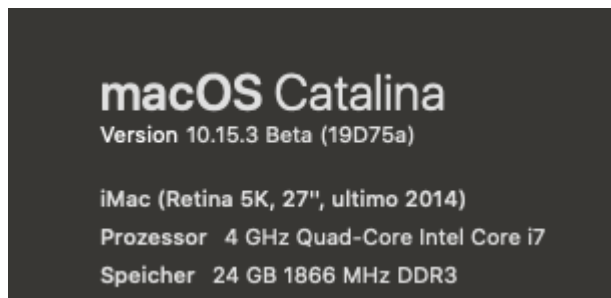 macOS Catalina
Version 10.15.3 Beta (19D75a)
iMac (Retina 5K, 27", ultimo 2014)
Prozessor 4 GHz Quad-Core Intel Core i7
Speicher 24 GB 1866 MHz DDR3